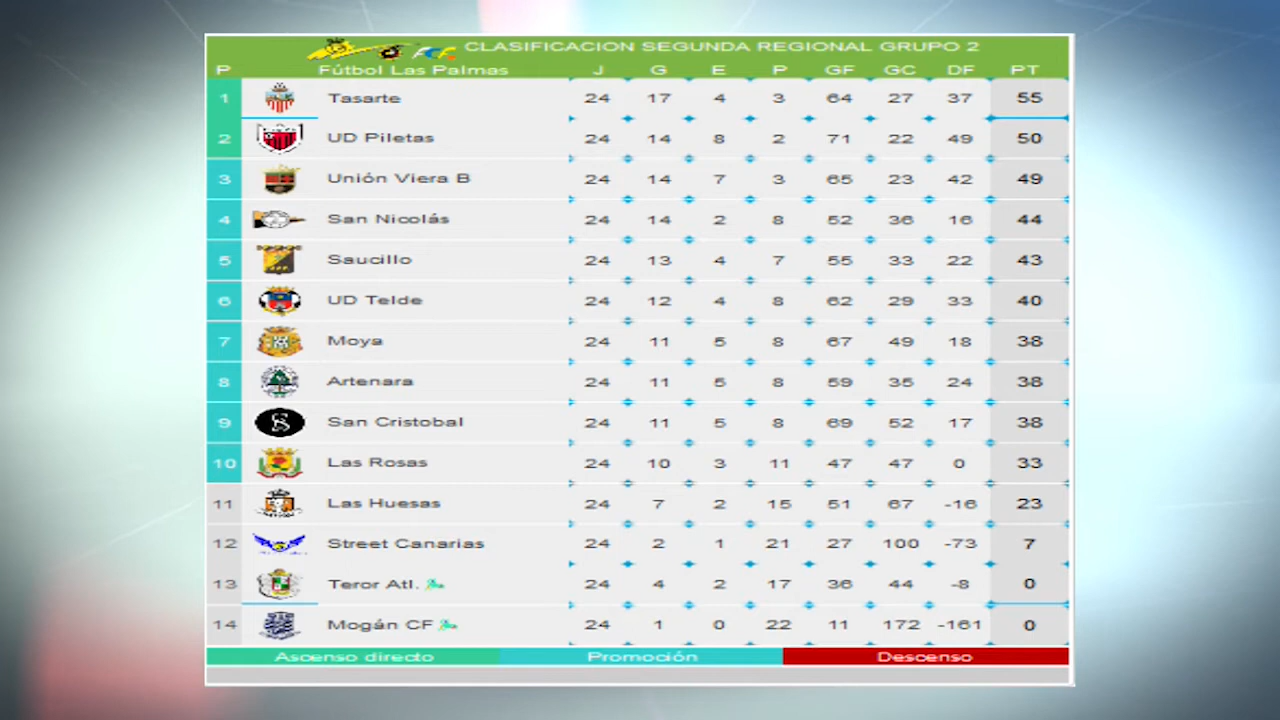 FCF CLASIFICACION SEGUNDA REGIONAL GRUPO 2
P Fútbol Las Palmas J G E P GF GC DF PT
1 Tasarte 24 17 4 3 64 27 37 55
2 UD Piletas 24 14 8 2 71 22 49 50
3 Unión Viera B 24 14 7 3 65 23 42 49
4 San Nicolás 24 14 2 8 52 36 16 44
5 Saucillo 24 13 4 7 55 33 22 43
6 UD Telde 24 12 4 8 62 29 33 40
7 Moya 24 11 5 8 67 49 18 38
8 Artenara 24 11 5 8 59 35 24 38
9 San Cristobal 24 11 5 8 69 52 17 38
10 Las Rosas 24 10 3 11 47 47 0 33
11 Las Huesas 24 7 2 15 51 67 -16 23
12 Street Canarias 24 2 1 21 27 100 -73 7
13 Teror Atl. 24 4 2 17 36 44 -8 0
14 Mogán CF 24 1 0 22 11 172 -161 0
Ascenso directo Promoción Descenso